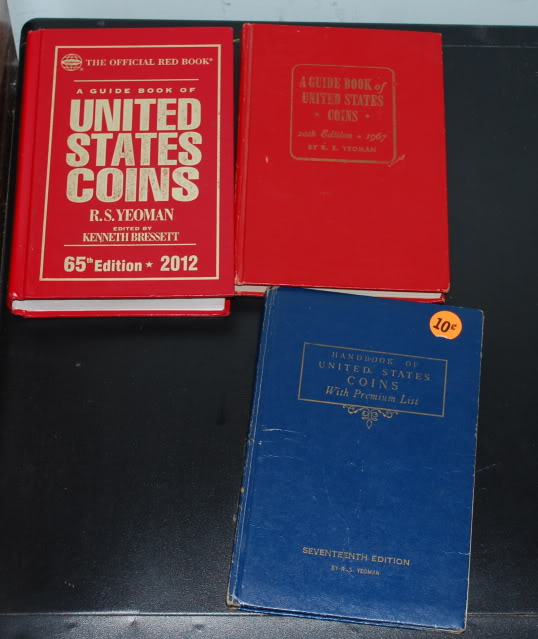 THE OFFICIAL RED BOOK®
A GUIDE BOOK OF
UNITED
STATES
COINS
R.S. YEOMAN
EDITED BY
KENNETH BRESSETT
65th Edition ★ 2012
A GUIDE BOOK of
UNITED STATES
★ COINS ★
20th Edition ★ 1967
BY R. S. YEOMAN
10¢
HANDBOOK OF
UNITED STATES
COINS
With Premium List
SEVENTEENTH EDITION
BY R. S. YEOMAN